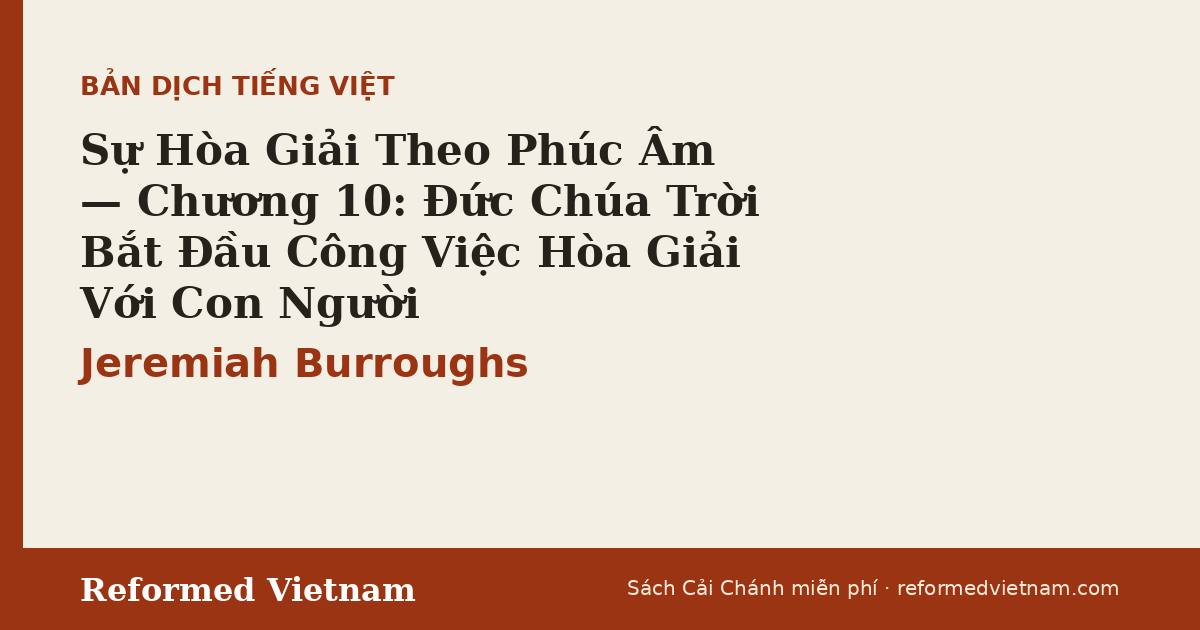 BẢN DỊCH TIẾNG VIỆT
Sự Hòa Giải Theo Phúc Âm
— Chương 10: Đức Chúa Trời
Bắt Đầu Công Việc Hòa Giải
Với Con Người
Jeremiah Burroughs
Reformed Vietnam
Sách Cải Chánh miễn phí · reformedvietnam.com